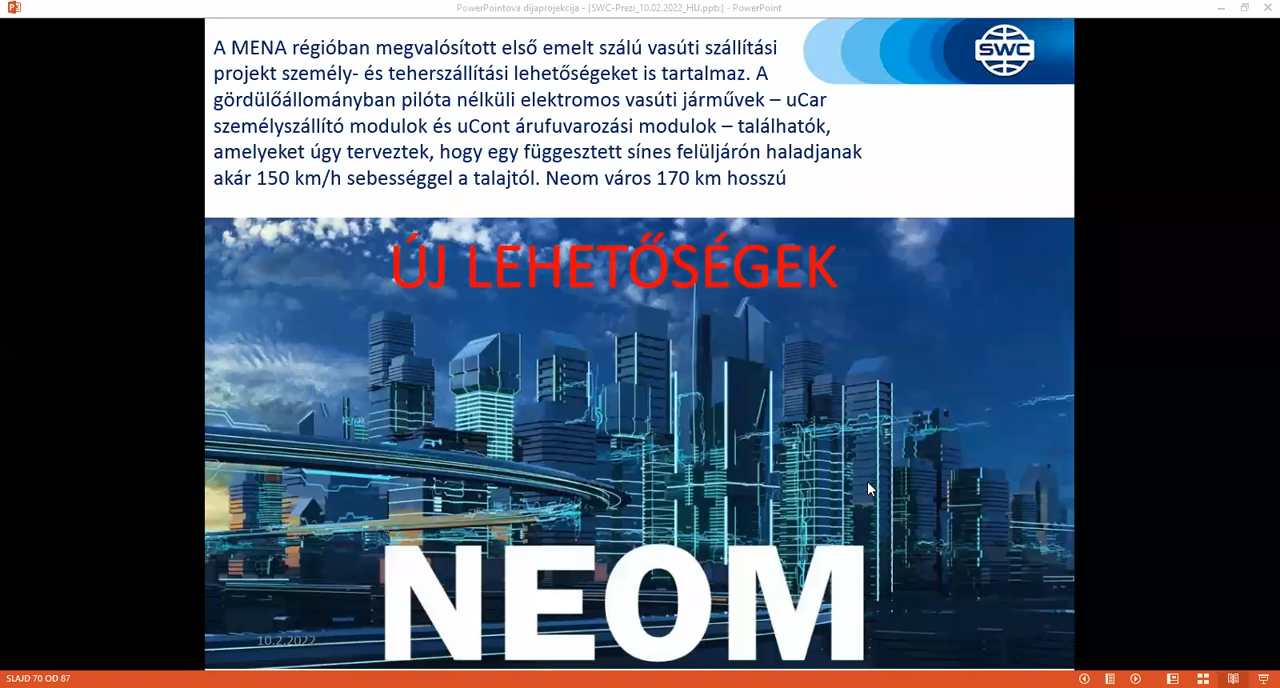 PowerPointova dijaprojekcija - [SWC-Prezi_10.02.2022_HU.pptx] - PowerPoint
A MENA régióban megvalósított első emelt szálú vasúti szállítási
projekt személy- és teherszállítási lehetőségeket is tartalmaz. A
gördülőállományban pilóta nélküli elektromos vasúti járművek – uCar
személyszállító modulok és uCont árufuvarozási modulok – találhatók,
amelyeket úgy terveztek, hogy egy függesztett sínes felüljárón haladjanak
akár 150 km/h sebességgel a talajtól. Neom város 170 km hosszú
SWC
ÚJ LEHETŐSÉGEK
NEOM
10.2.2022
SLAJD 70 OD 87